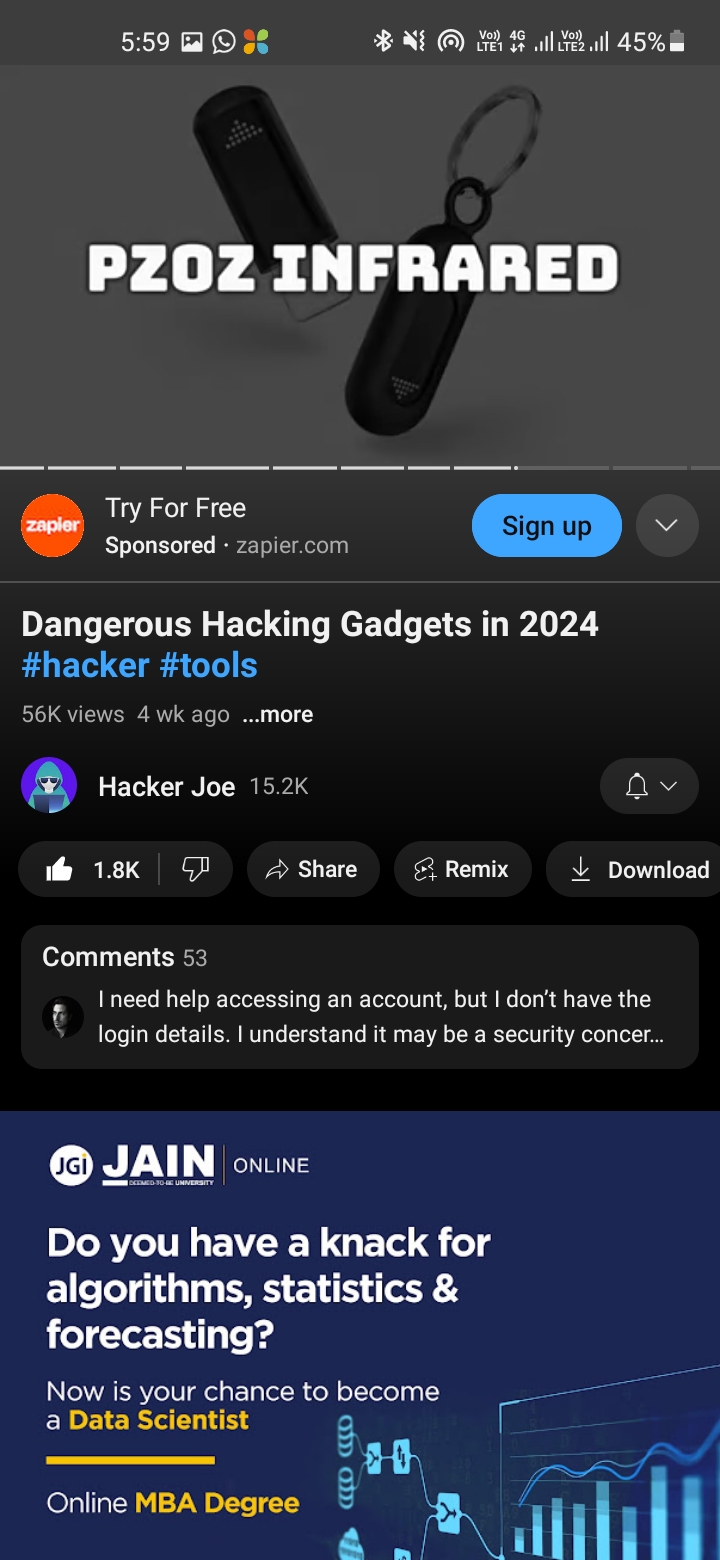 5:59
Vo)) LTE1 4G Vo)) LTE2 45%
PZOZ INFRARED
zapier
Try For Free
Sponsored · zapier.com
Sign up
Dangerous Hacking Gadgets in 2024
#hacker #tools
56K views 4 wk ago ...more
Hacker Joe 15.2K
1.8K Share Remix Download
Comments 53
I need help accessing an account, but I don’t have the
login details. I understand it may be a security concer...
JGi JAIN ONLINE
DEEMED-TO-BE UNIVERSITY
Do you have a knack for
algorithms, statistics &
forecasting?
Now is your chance to become
a Data Scientist
Online MBA Degree